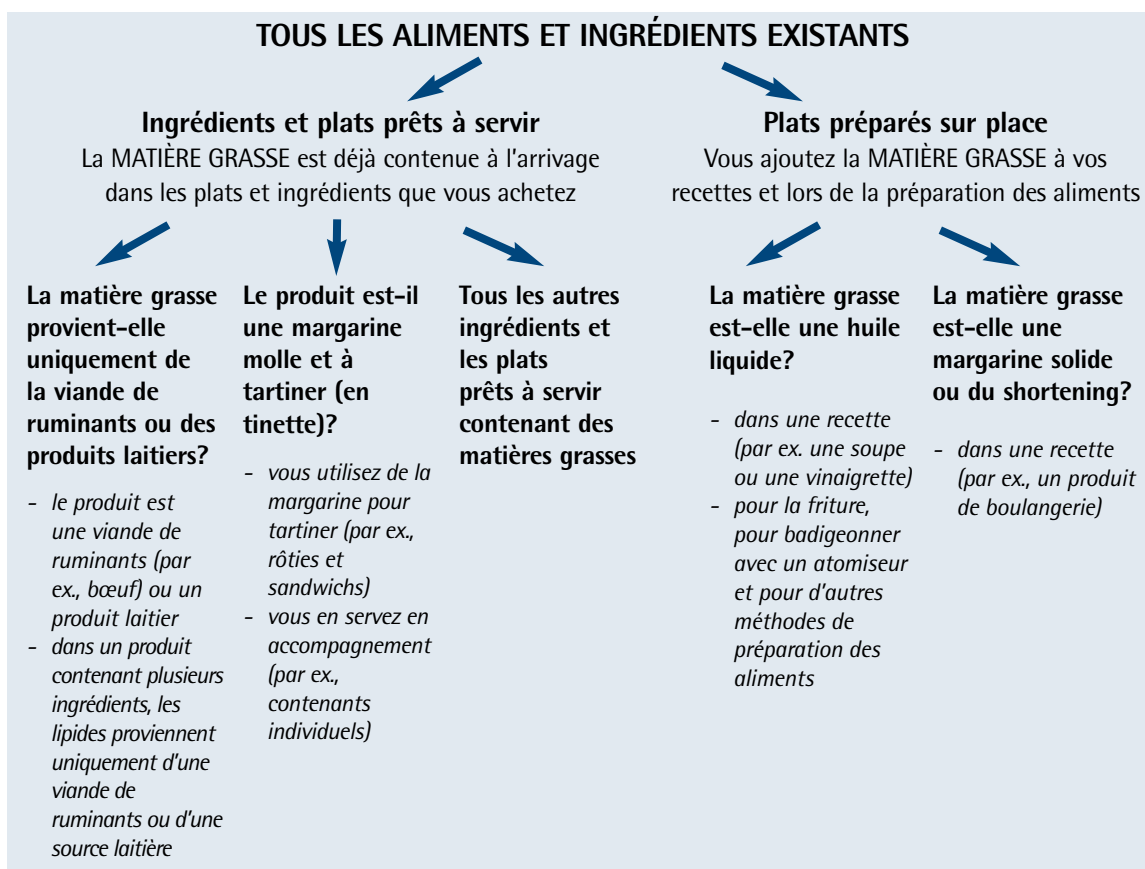 TOUS LES ALIMENTS ET INGRÉDIENTS EXISTANTS
Ingrédients et plats prêts à servir
La MATIÈRE GRASSE est déjà contenue à l'arrivage
dans les plats et ingrédients que vous achetez
Plats préparés sur place
Vous ajoutez la MATIÈRE GRASSE à vos
recettes et lors de la préparation des aliments
La matière grasse
provient-elle
uniquement de
la viande de
ruminants ou des
produits laitiers?
- le produit est
une viande de
ruminants (par
ex., bœuf) ou un
produit laitier
- dans un produit
contenant plusieurs
ingrédients, les
lipides proviennent
uniquement d'une
viande de
ruminants ou d'une
source laitière
Le produit est-il
une margarine
molle et à
tartiner (en
tinette)?
- vous utilisez de la
margarine pour
tartiner (par ex.,
rôties et
sandwichs)
- vous en servez en
accompagnement
(par ex.,
contenants
individuels)
Tous les autres
ingrédients et
les plats
prêts à servir
contenant des
matières grasses
La matière grasse
est-elle une huile
liquide?
- dans une recette
(par ex. une soupe
ou une vinaigrette)
- pour la friture,
pour badigeonner
avec un atomiseur
et pour d'autres
méthodes de
préparation des
aliments
La matière grasse
est-elle une
margarine solide
ou du shortening?
- dans une recette
(par ex., un produit
de boulangerie)